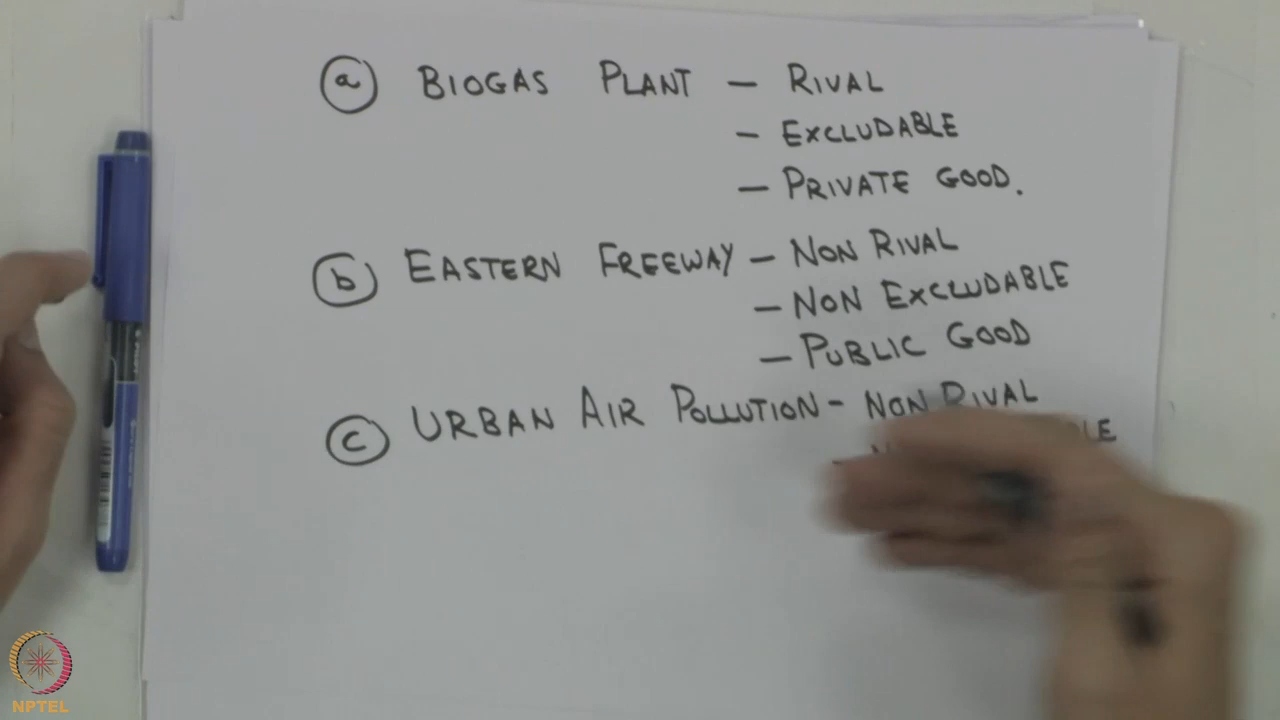 a BIOGAS PLANT - RIVAL
- EXCLUDABLE
- PRIVATE GOOD.
b EASTERN FREEWAY - NON RIVAL
- NON EXCLUDABLE
- PUBLIC GOOD
c URBAN AIR POLLUTION - NON RIVAL
NPTEL